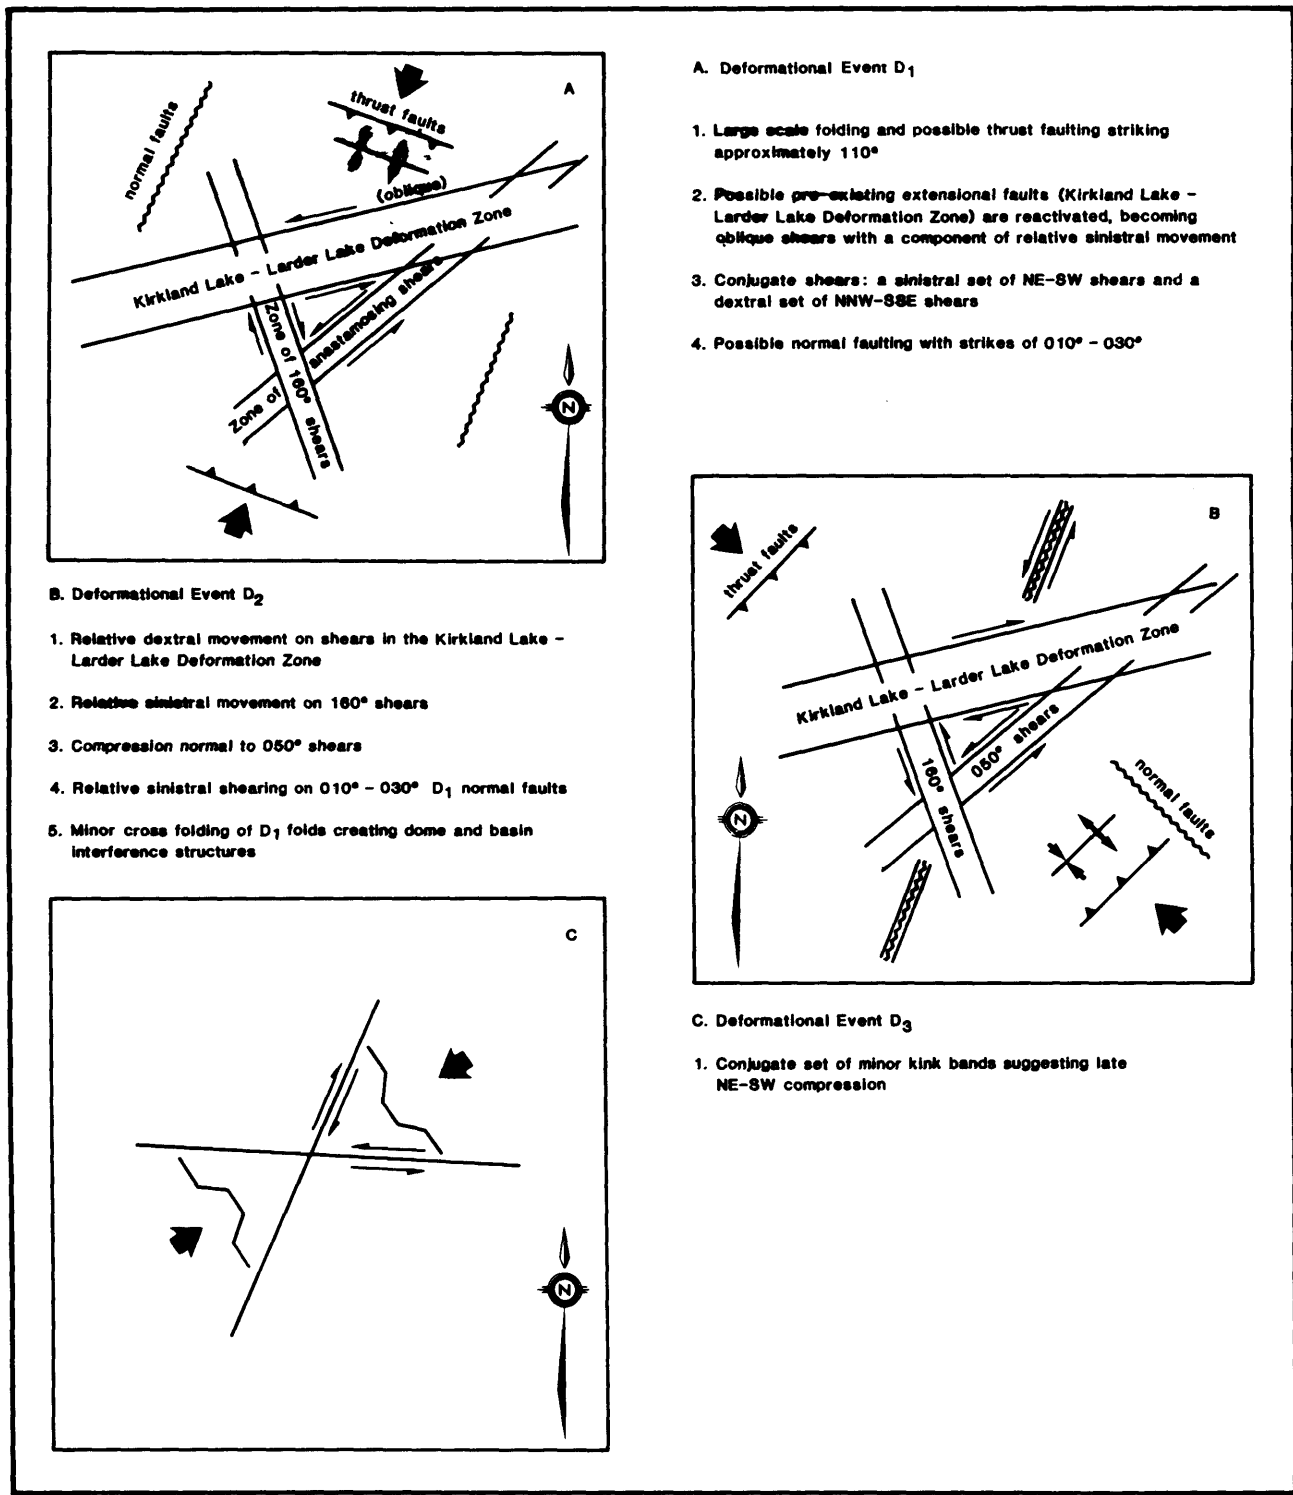 A
normal faults
thrust faults
(oblique)
Kirkland Lake - Larder Lake Deformation Zone
Zone of 160° shears
Zone of anastamosing shears
N
A. Deformational Event D1
1. Large scale folding and possible thrust faulting striking
approximately 110°
2. Possible pre-existing extensional faults (Kirkland Lake -
Larder Lake Deformation Zone) are reactivated, becoming
oblique shears with a component of relative sinistral movement
3. Conjugate shears: a sinistral set of NE-SW shears and a
dextral set of NNW-SSE shears
4. Possible normal faulting with strikes of 010° - 030°
B. Deformational Event D2
1. Relative dextral movement on shears in the Kirkland Lake -
Larder Lake Deformation Zone
2. Relative sinistral movement on 160° shears
3. Compression normal to 050° shears
4. Relative sinistral shearing on 010° - 030° D1 normal faults
5. Minor cross folding of D1 folds creating dome and basin
interference structures
B
thrust faults
Kirkland Lake - Larder Lake Deformation Zone
160° shears
050° shears
normal faults
N
C
N
C. Deformational Event D3
1. Conjugate set of minor kink bands suggesting late
NE-SW compression